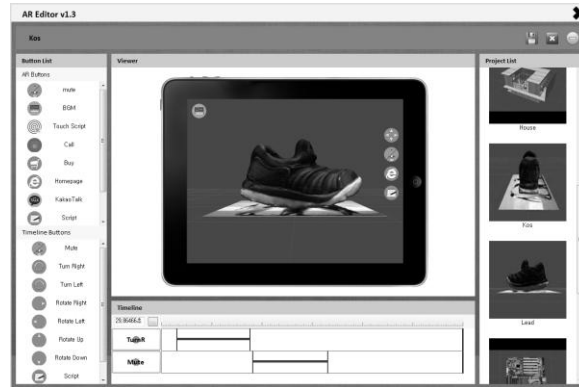 AR Editor v1.3
Kos
Button List
AR Buttons
mute
BGM
Touch Script
Call
Buy
Homepage
KakaoTalk
Script
Timeline Buttons
Mute
Turn Right
Turn Left
Rotate Right
Rotate Left
Rotate Up
Rotate Down
Script
Viewer
Timeline
TurnR
Mute
Project List
House
Kos
Lead